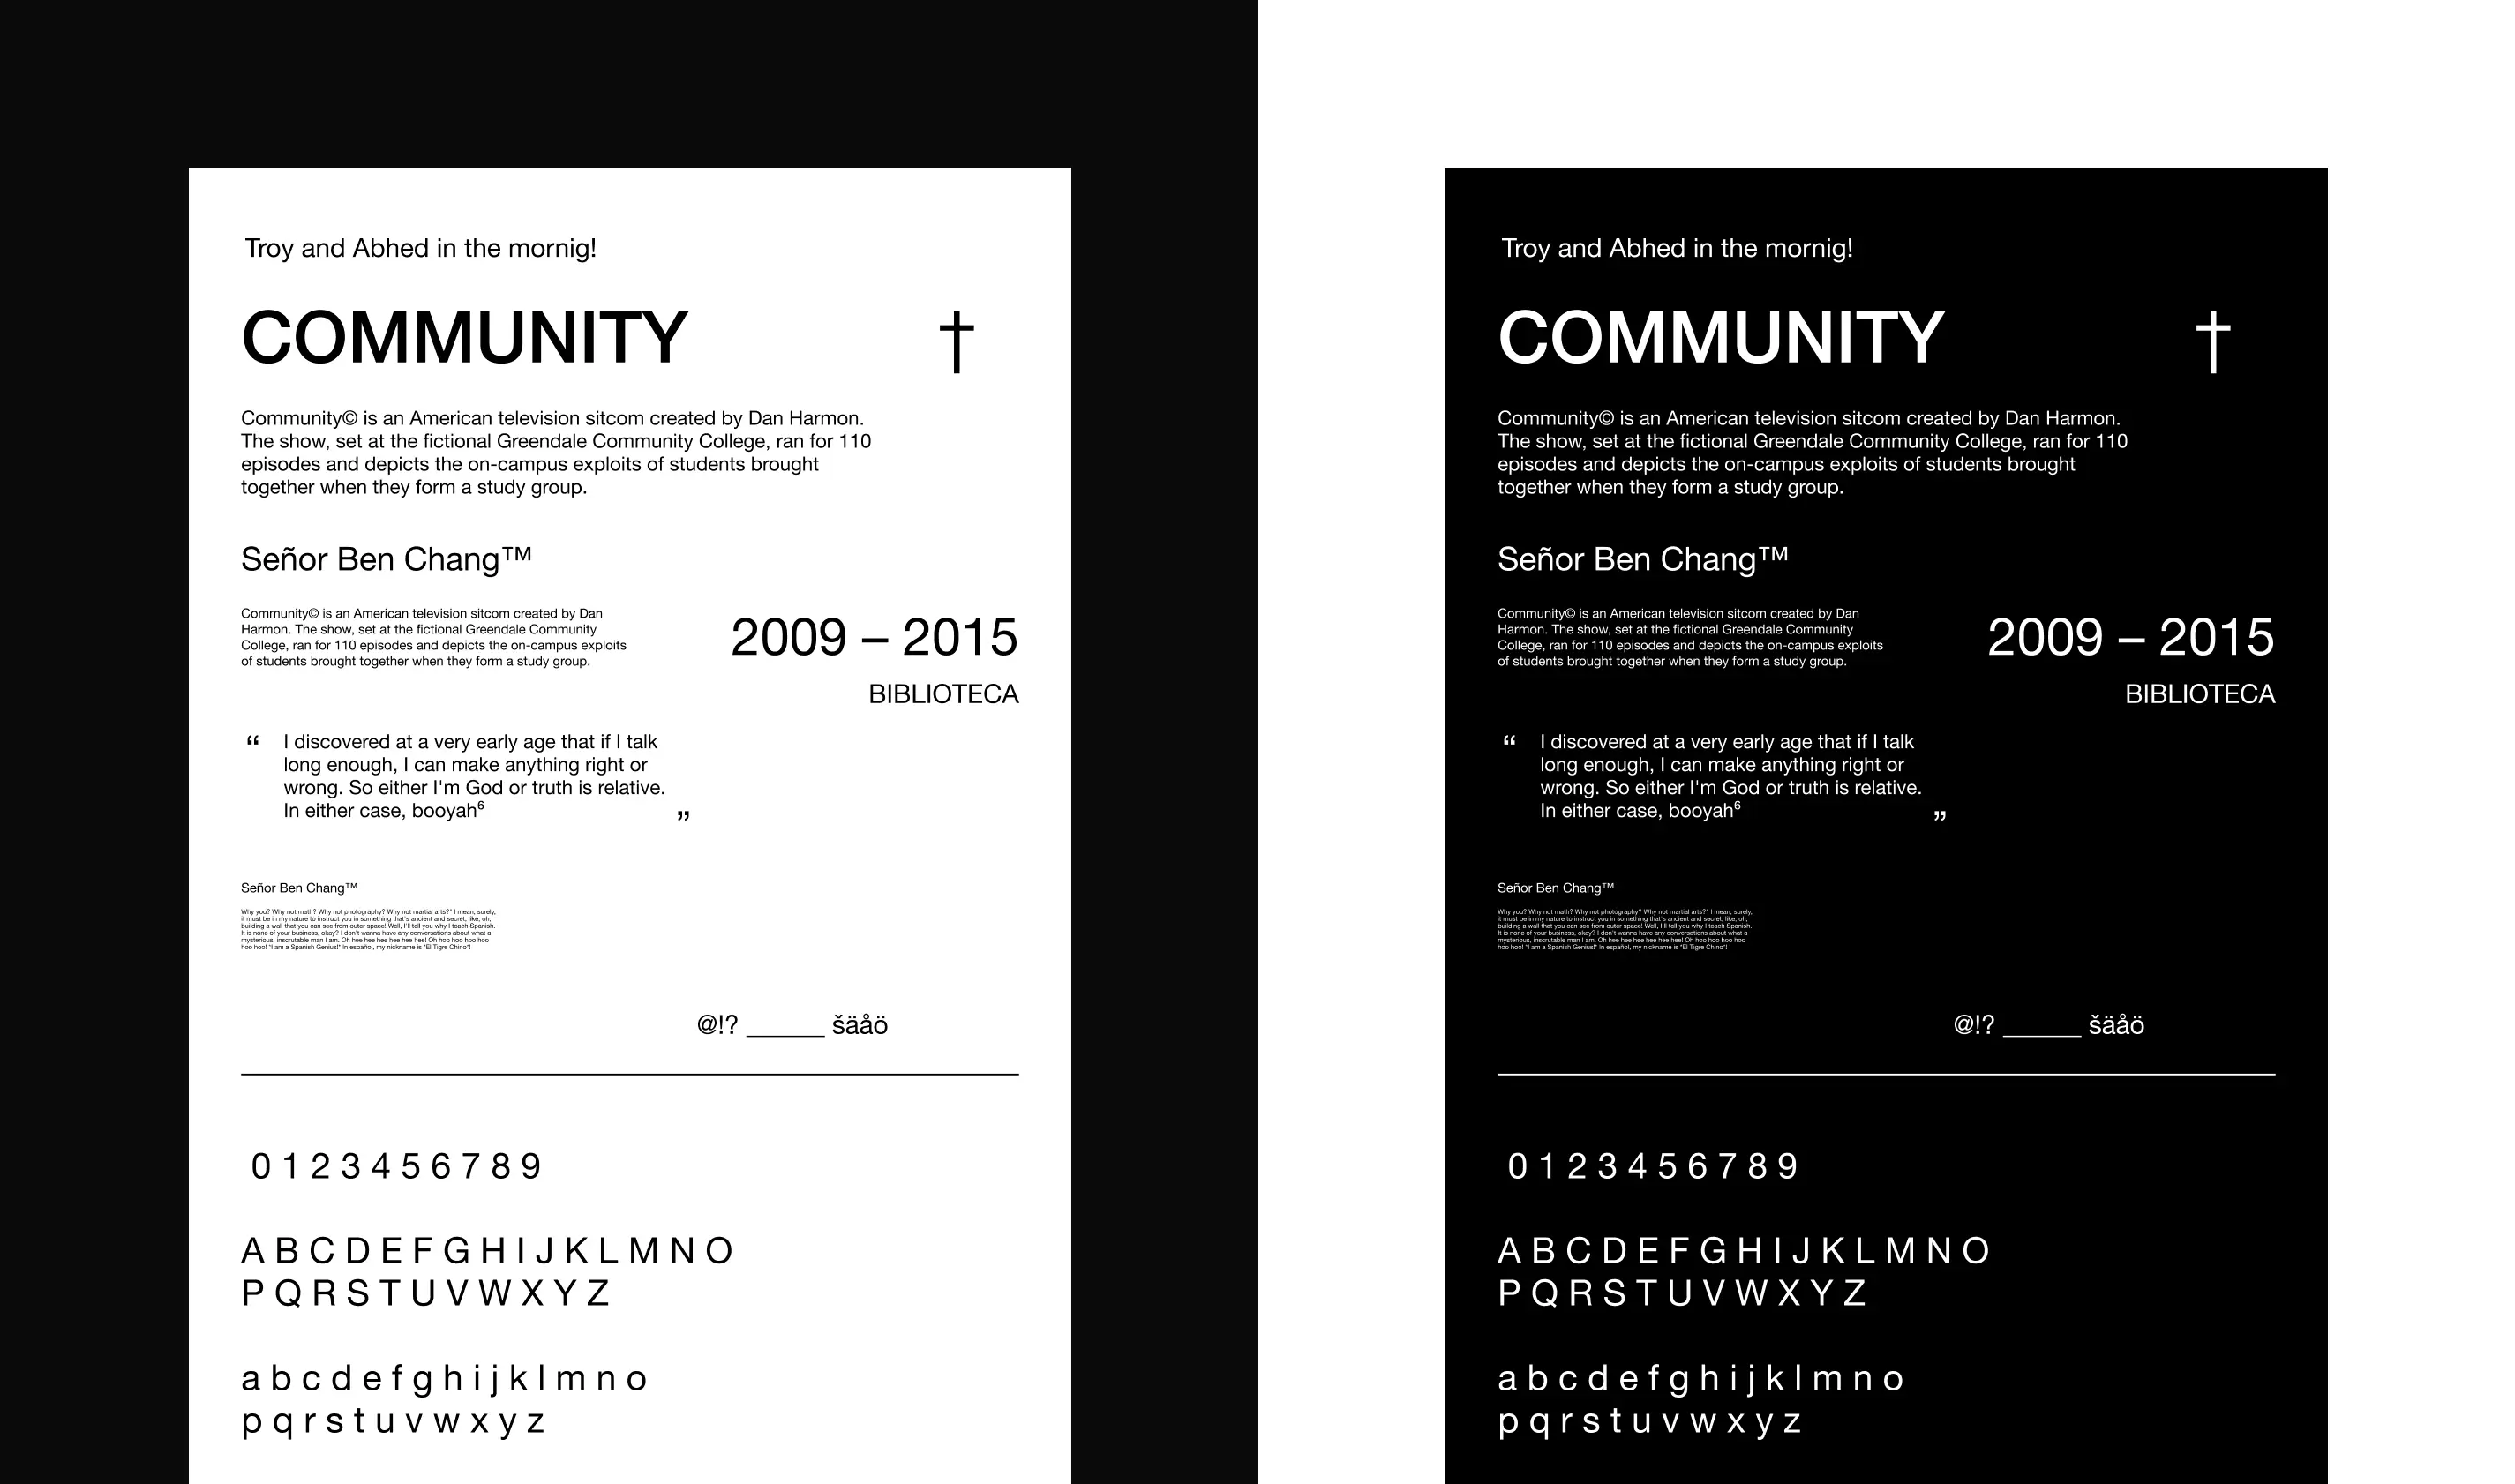 Troy and Abhed in the mornig!
COMMUNITY †
Community© is an American television sitcom created by Dan Harmon.
The show, set at the fictional Greendale Community College, ran for 110
episodes and depicts the on-campus exploits of students brought
together when they form a study group.
Señor Ben Chang™
Community© is an American television sitcom created by Dan
Harmon. The show, set at the fictional Greendale Community
College, ran for 110 episodes and depicts the on-campus exploits
of students brought together when they form a study group.
2009 – 2015
BIBLIOTECA
“ I discovered at a very early age that if I talk
long enough, I can make anything right or
wrong. So either I'm God or truth is relative.
In either case, booyah⁶ ”
Señor Ben Chang™
Why you? Why not math? Why not photography? Why not martial arts?" I mean, surely,
it must be in my nature to instruct you in something that's ancient and secret, like, oh,
building a wall that you can see from outer space! Well, I'll tell you why I teach Spanish.
It is none of your business, okay? I don't wanna have any conversations about what a
mysterious, inscrutable man I am. Oh hee hee hee hee hee hee! Oh hoo hoo hoo hoo
hoo hoo! "I am a Spanish Genius!" In español, my nickname is "El Tigre Chino"!
@!? ______ šäåö
0 1 2 3 4 5 6 7 8 9
A B C D E F G H I J K L M N O
P Q R S T U V W X Y Z
a b c d e f g h i j k l m n o
p q r s t u v w x y z
Troy and Abhed in the mornig!
COMMUNITY †
Community© is an American television sitcom created by Dan Harmon.
The show, set at the fictional Greendale Community College, ran for 110
episodes and depicts the on-campus exploits of students brought
together when they form a study group.
Señor Ben Chang™
Community© is an American television sitcom created by Dan
Harmon. The show, set at the fictional Greendale Community
College, ran for 110 episodes and depicts the on-campus exploits
of students brought together when they form a study group.
2009 – 2015
BIBLIOTECA
“ I discovered at a very early age that if I talk
long enough, I can make anything right or
wrong. So either I'm God or truth is relative.
In either case, booyah⁶ ”
Señor Ben Chang™
Why you? Why not math? Why not photography? Why not martial arts?" I mean, surely,
it must be in my nature to instruct you in something that's ancient and secret, like, oh,
building a wall that you can see from outer space! Well, I'll tell you why I teach Spanish.
It is none of your business, okay? I don't wanna have any conversations about what a
mysterious, inscrutable man I am. Oh hee hee hee hee hee hee! Oh hoo hoo hoo hoo
hoo hoo! "I am a Spanish Genius!" In español, my nickname is "El Tigre Chino"!
@!? ______ šäåö
0 1 2 3 4 5 6 7 8 9
A B C D E F G H I J K L M N O
P Q R S T U V W X Y Z
a b c d e f g h i j k l m n o
p q r s t u v w x y z